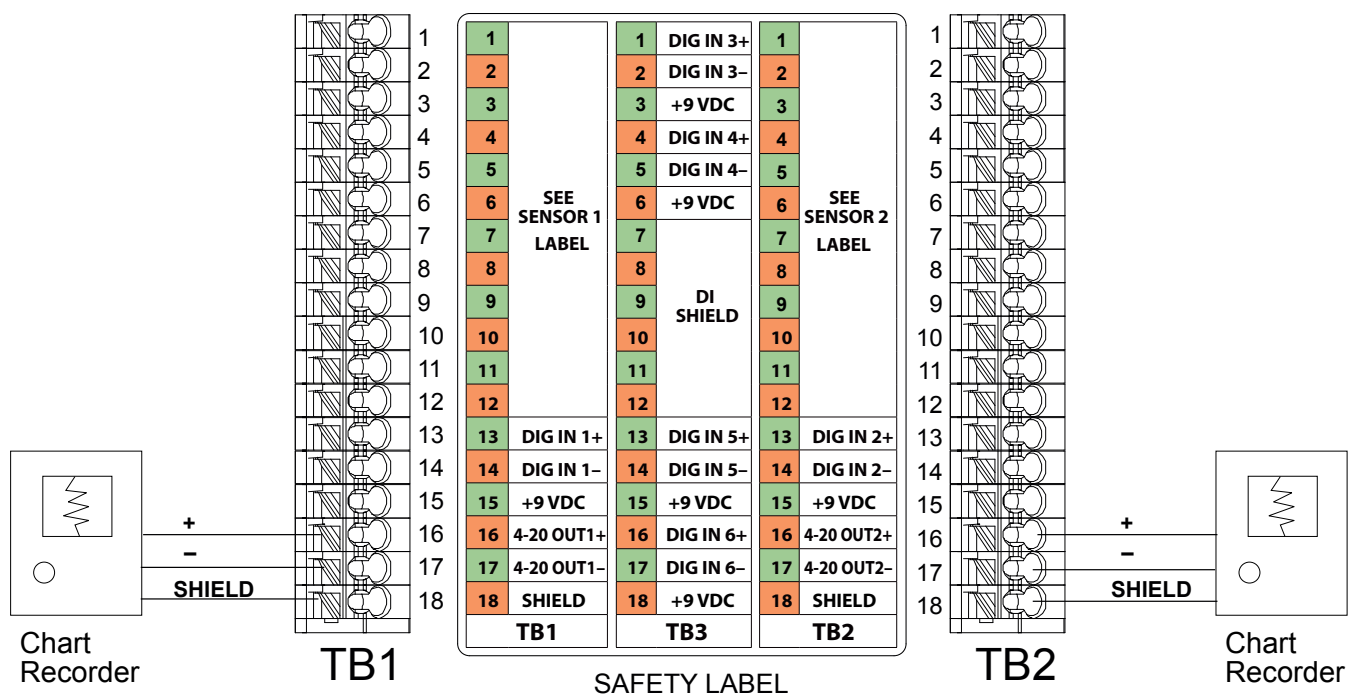 1
2
3
4
5
6
7
8
9
10
11
12
13
14
15
16
17
18
+
–
SHIELD
Chart
Recorder
TB1
1
2
3
4
5
6
7
8
9
10
11
12
SEE
SENSOR 1
LABEL
13 DIG IN 1+
14 DIG IN 1–
15 +9 VDC
16 4-20 OUT1+
17 4-20 OUT1–
18 SHIELD
TB1
1 DIG IN 3+
2 DIG IN 3–
3 +9 VDC
4 DIG IN 4+
5 DIG IN 4–
6 +9 VDC
7
8
9
10
11
12
DI
SHIELD
13 DIG IN 5+
14 DIG IN 5–
15 +9 VDC
16 DIG IN 6+
17 DIG IN 6–
18 +9 VDC
TB3
1
2
3
4
5
6
7
8
9
10
11
12
SEE
SENSOR 2
LABEL
13 DIG IN 2+
14 DIG IN 2–
15 +9 VDC
16 4-20 OUT2+
17 4-20 OUT2–
18 SHIELD
TB2
SAFETY LABEL
1
2
3
4
5
6
7
8
9
10
11
12
13
14
15
16
17
18
TB2
+
–
SHIELD
Chart
Recorder